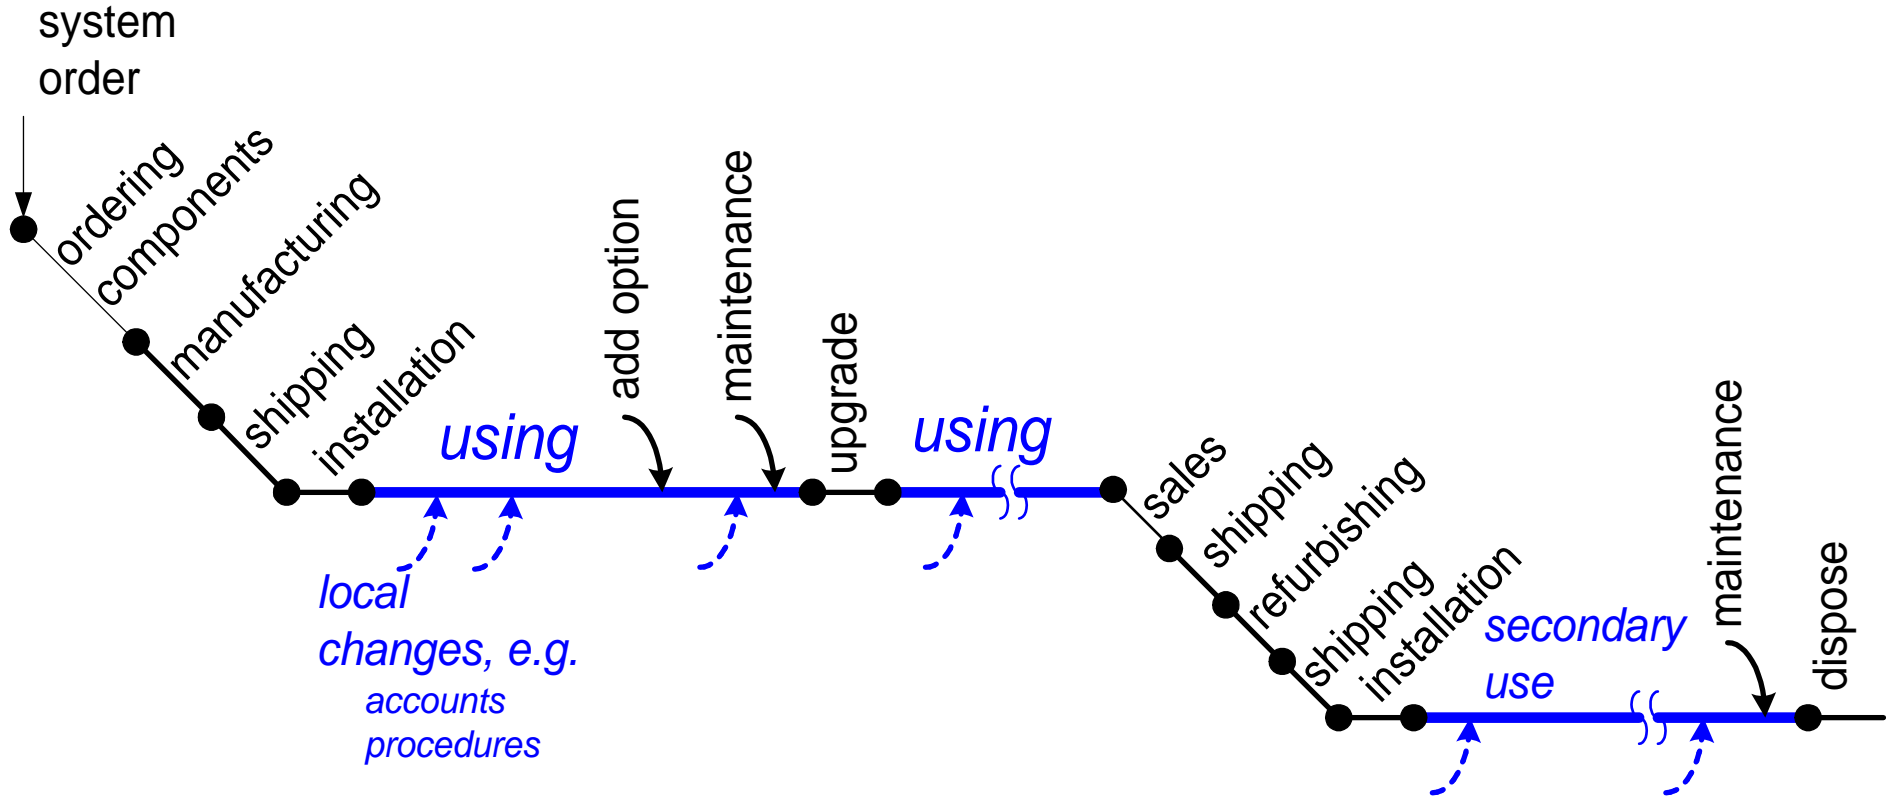 system
order
ordering
components
manufacturing
shipping
installation
using
add option
maintenance
upgrade
using
sales
shipping
refurbishing
shipping
installation
secondary
use
maintenance
dispose
local
changes, e.g.
accounts
procedures